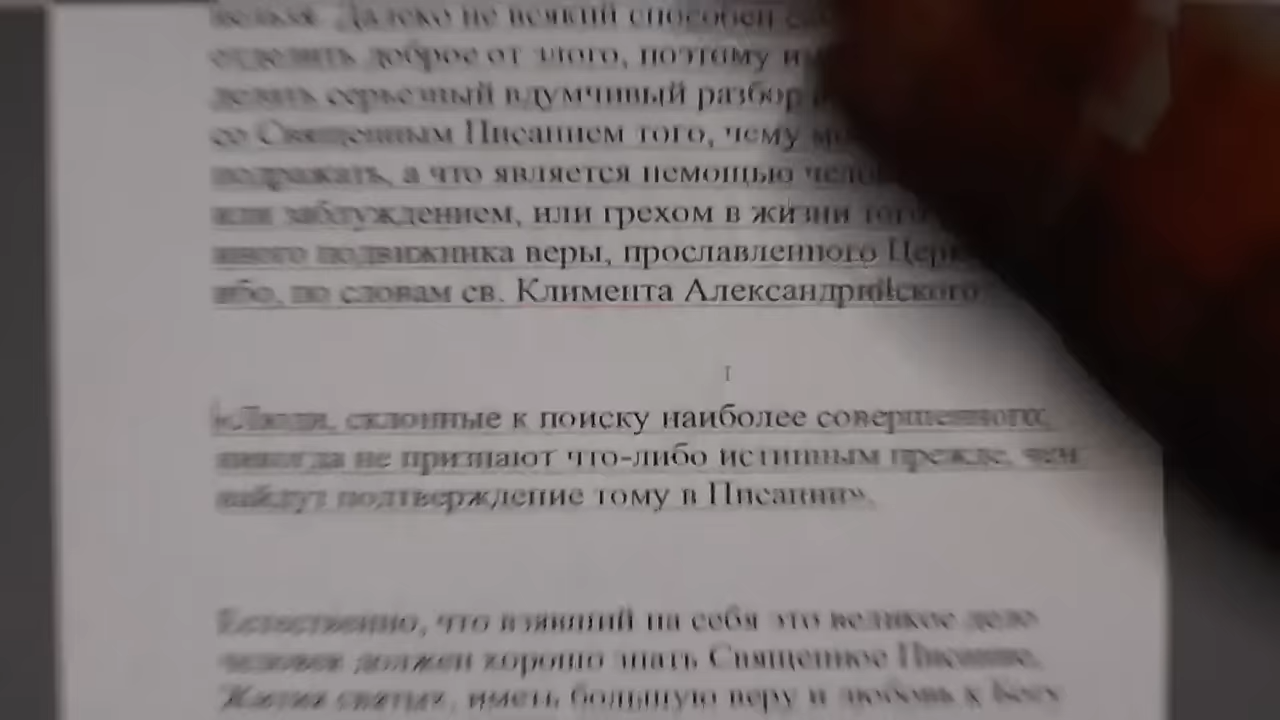 нельзя. Далеко не всякий способен
отделить доброе от злого, поэтому
делать серьезный вдумчивый разбор
со Священным Писанием того, чему
подражать, а что является немощью
или заблуждением, или грехом в жизни того
иного подвижника веры, прославленного
ибо, по словам св. Климента Александрийского
«Люди, склонные к поиску наиболее совершенного,
никогда не признают что-либо истинным прежде, чем
найдут подтверждение тому в Писании».
Естественно, что взявший на себя это великое дело
человек должен хорошо знать Священное Писание,
Жития святых, иметь большую веру и любовь к Богу